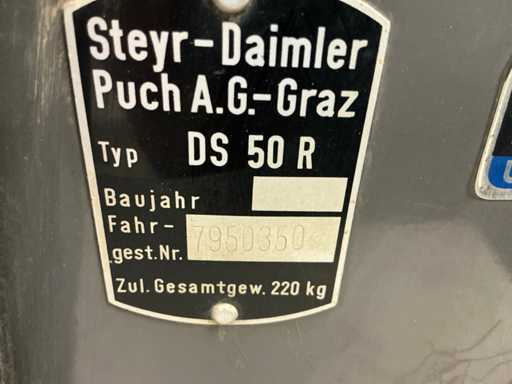 Steyr-Daimler
Puch A.G.-Graz
Typ DS 50 R
Baujahr
Fahr-
gest.Nr. 7950350
Zul. Gesamtgew. 220 kg